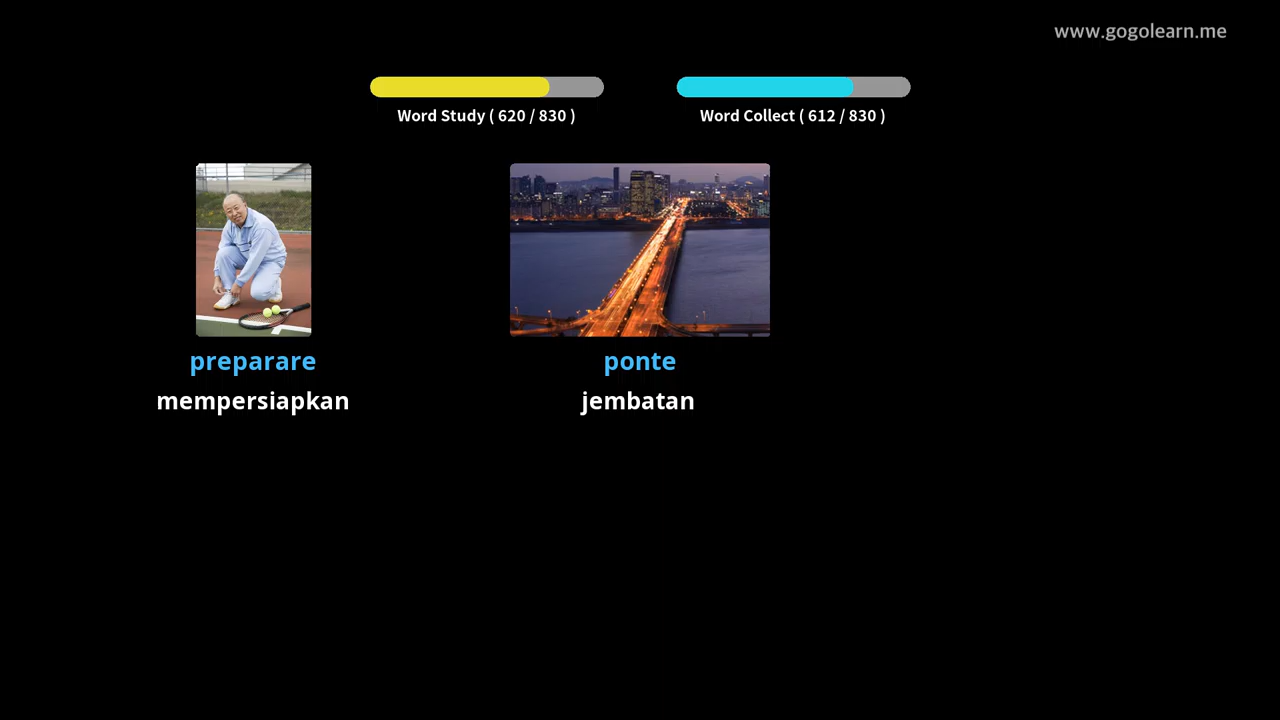 www.gogolearn.me
Word Study ( 620 / 830 )
Word Collect ( 612 / 830 )
preparare
mempersiapkan
ponte
jembatan